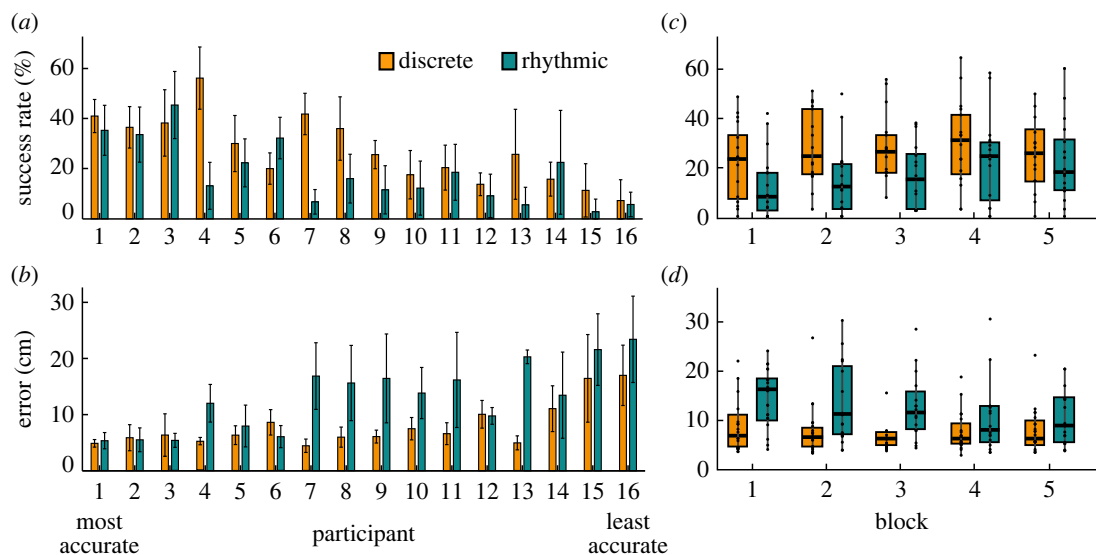 (a)
success rate (%)
60
40
20
0
discrete
rhythmic
1 2 3 4 5 6 7 8 9 10 11 12 13 14 15 16
(b)
error (cm)
30
20
10
0
1 2 3 4 5 6 7 8 9 10 11 12 13 14 15 16
most
accurate
participant
least
accurate
(c)
60
40
20
0
1 2 3 4 5
(d)
30
20
10
0
1 2 3 4 5
block